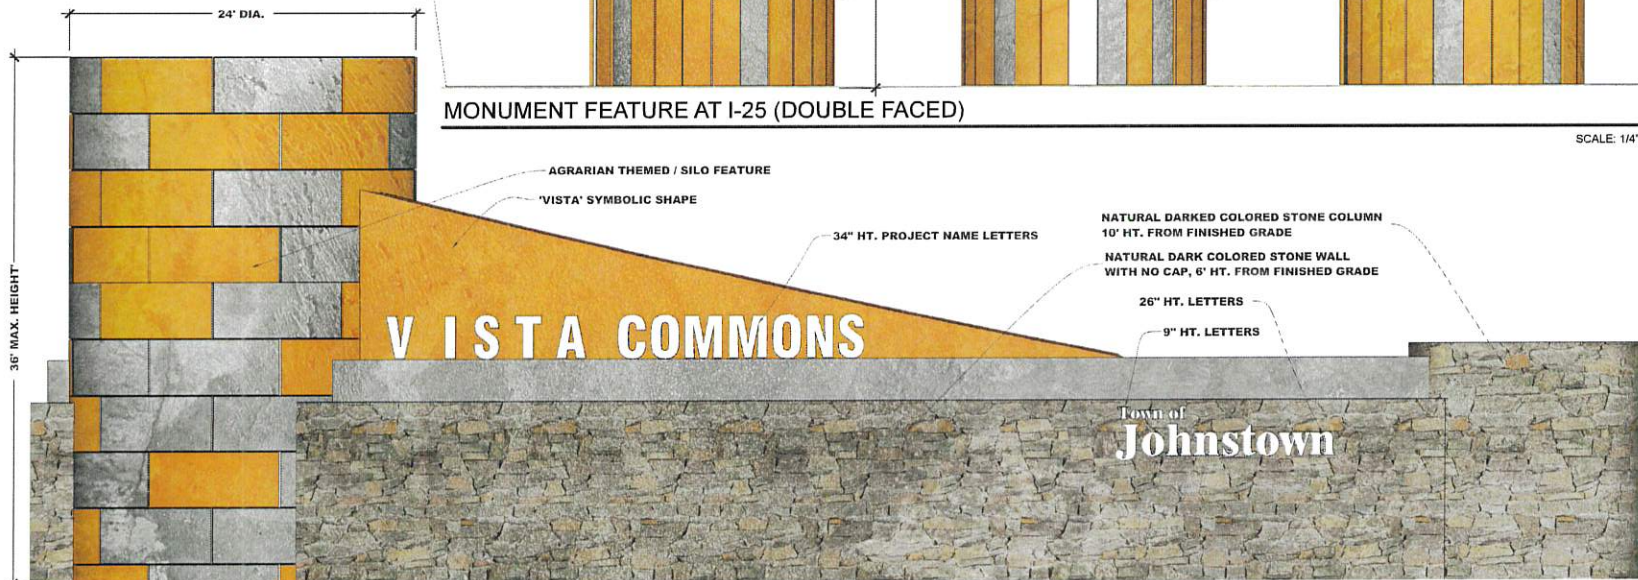 24' DIA.
MONUMENT FEATURE AT I-25 (DOUBLE FACED)
SCALE: 1/4"
AGRARIAN THEMED / SILO FEATURE
'VISTA' SYMBOLIC SHAPE
34" HT. PROJECT NAME LETTERS
NATURAL DARKED COLORED STONE COLUMN
10' HT. FROM FINISHED GRADE
NATURAL DARK COLORED STONE WALL
WITH NO CAP, 6' HT. FROM FINISHED GRADE
26" HT. LETTERS
9" HT. LETTERS
36' MAX. HEIGHT'
VISTA COMMONS
Town of
Johnstown